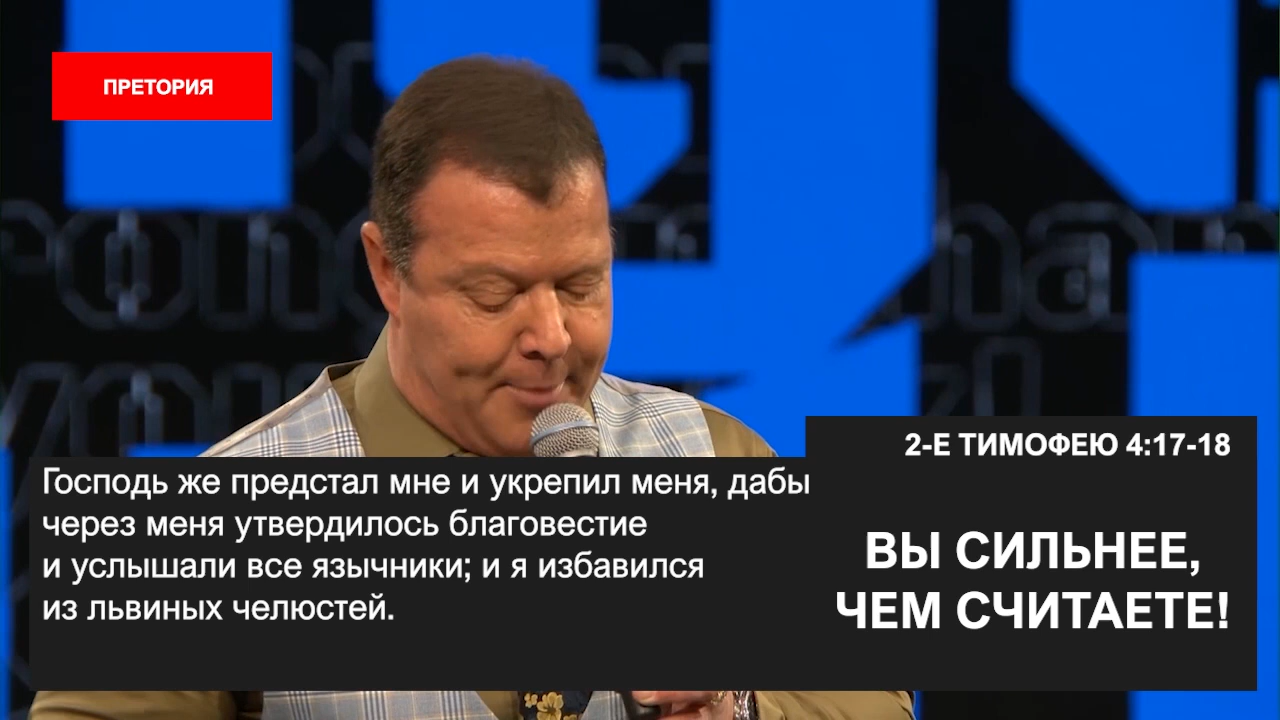 ПРЕТОРИЯ
2-Е ТИМОФЕЮ 4:17-18
Господь же предстал мне и укрепил меня, дабы
через меня утвердилось благовестие
и услышали все язычники; и я избавился
из львиных челюстей.
ВЫ СИЛЬНЕЕ,
ЧЕМ СЧИТАЕТЕ!